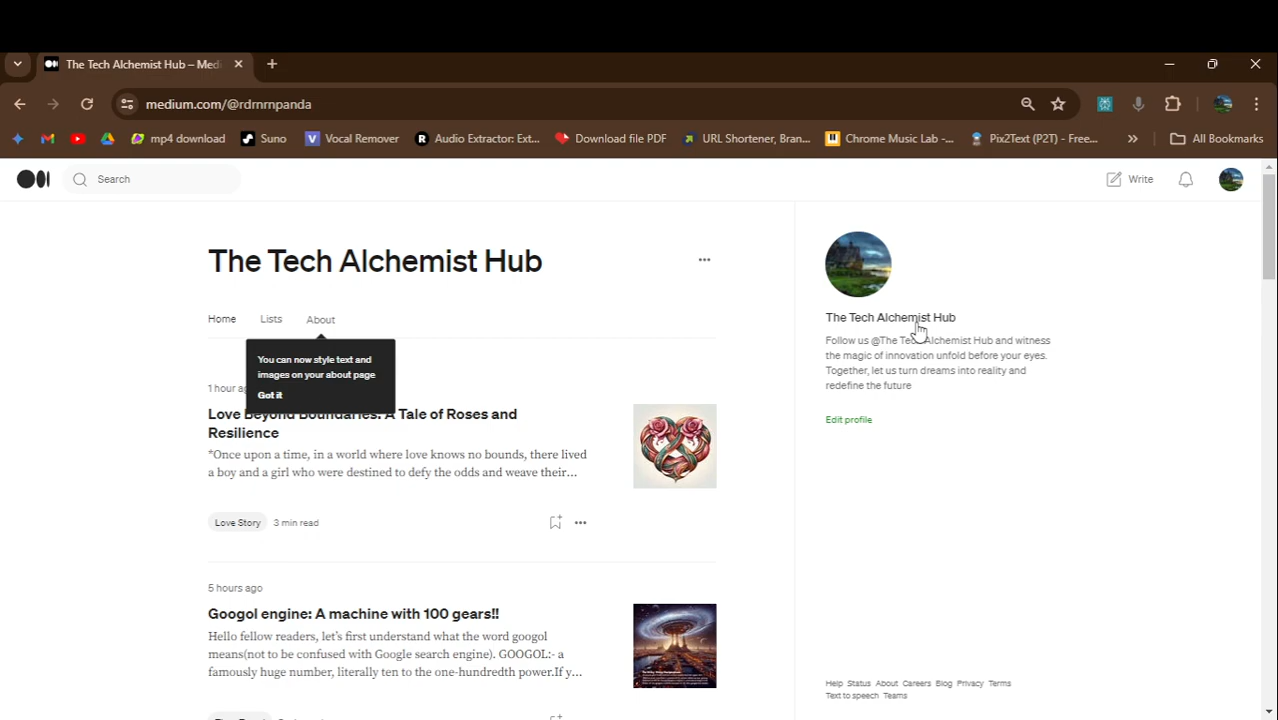 The Tech Alchemist Hub – Med
medium.com/@rdrnrnpanda
mp4 download
Suno
Vocal Remover
Audio Extractor: Ext...
Download file PDF
URL Shortener, Bran...
Chrome Music Lab -...
Pix2Text (P2T) - Free...
All Bookmarks
Search
Write
The Tech Alchemist Hub
Home
Lists
About
You can now style text and
images on your about page
Got it
1 hour
Love Beyond Boundaries: A Tale of Roses and
Resilience
*Once upon a time, in a world where love knows no bounds, there lived
a boy and a girl who were destined to defy the odds and weave their...
Love Story
3 min read
5 hours ago
Googol engine: A machine with 100 gears!!
Hello fellow readers, let's first understand what the word googol
means(not to be confused with Google search engine). GOOGOL:- a
famously huge number, literally ten to the one-hundredth power.If y...
The Tech Alchemist Hub
Follow us @The Tech Alchemist Hub and witness
the magic of innovation unfold before your eyes.
Together, let us turn dreams into reality and
redefine the future
Edit profile
Help Status About Careers Blog Privacy Terms
Text to speech Teams